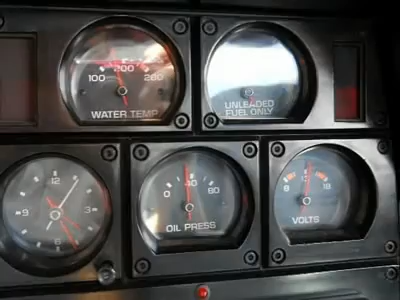 100 200 260
WATER TEMP
UNLEADED
FUEL ONLY
12
9 3
6
0 40 80
OIL PRESS
8 13 18
VOLTS